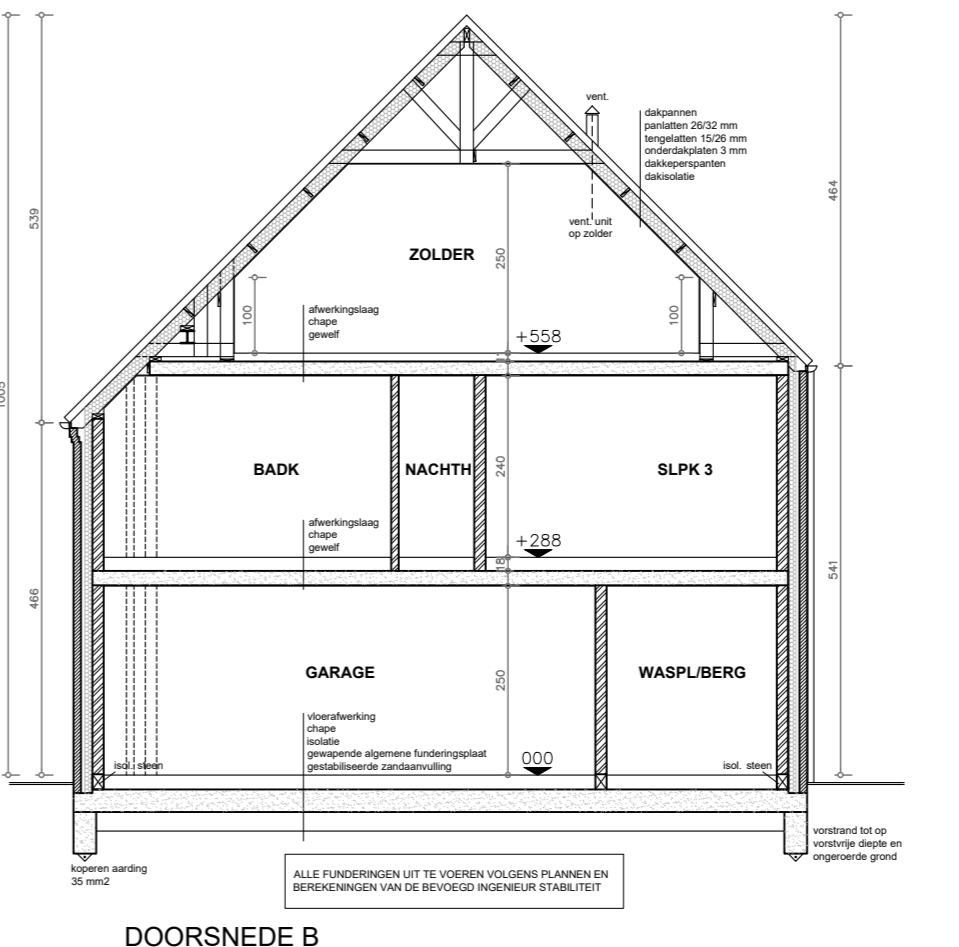 vent.
dakpannen
panlatten 26/32 mm
tengelatten 15/26 mm
onderdakplaten 3 mm
dakkeperspanten
dakisolatie
464
539
vent. unit
op zolder
ZOLDER
250
100
afwerkingslaag
chape
gewelf
100
+558
1005
BADK
NACHTH
240
SLPK 3
afwerkingslaag
chape
gewelf
+288
18
541
466
GARAGE
250
WASPL/BERG
vloerafwerking
chape
isolatie
gewapende algemene funderingsplaat
gestabiliseerde zandaanvulling
isol. steen
000
isol. steen
koperen aarding
35 mm2
vorstrand tot op
vorstvrije diepte en
ongeroerde grond
ALLE FUNDERINGEN UIT TE VOEREN VOLGENS PLANNEN EN
BEREKENINGEN VAN DE BEVOEGD INGENIEUR STABILITEIT
DOORSNEDE B